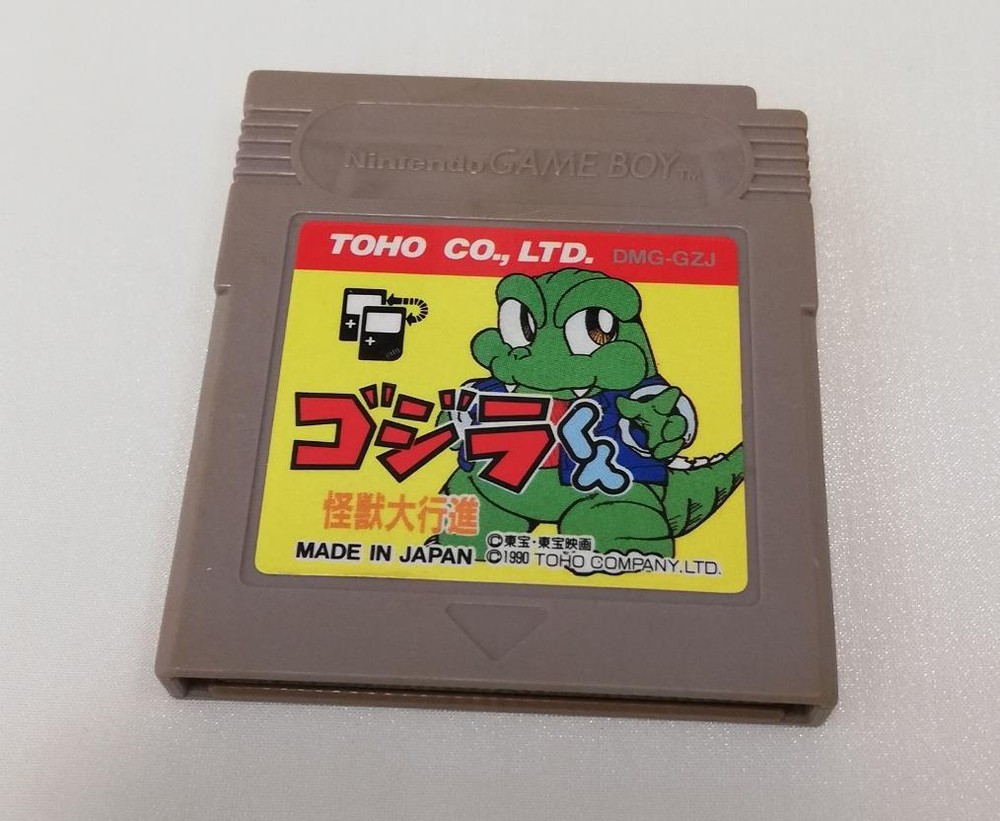 Nintendo GAME BOY TM
TOHO CO., LTD. DMG-GZJ
ゴジラくん
怪獣大行進
MADE IN JAPAN
©東宝・東宝映画
©1990 TOHO COMPANY.LTD.